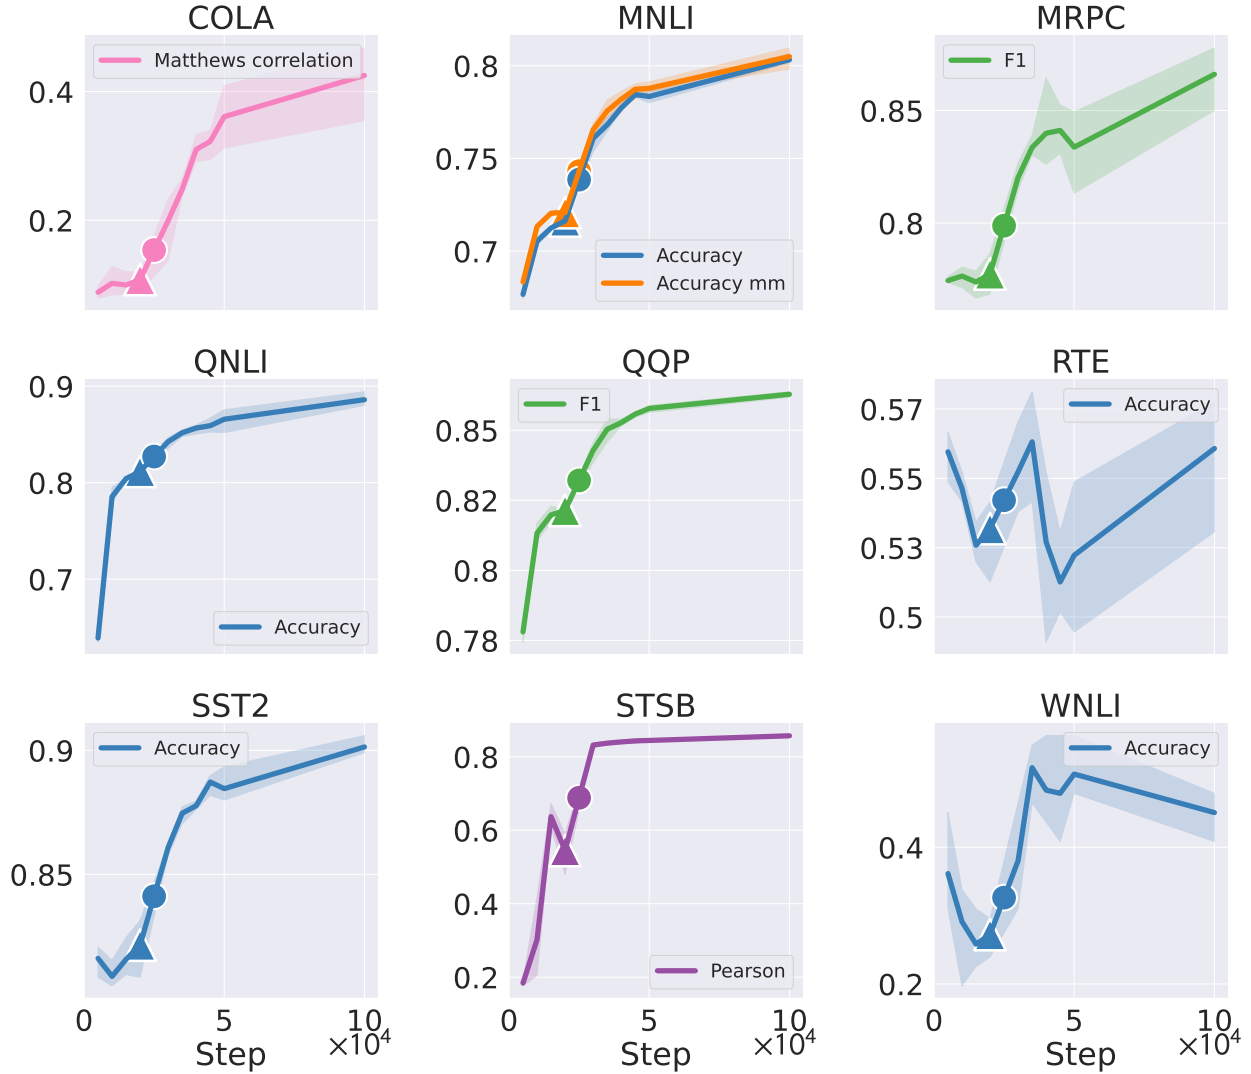 COLA
MNLI
MRPC
Matthews correlation
0.4
0.2
0.8
0.75
0.7
Accuracy
Accuracy mm
F1
0.85
0.8
QNLI
QQP
RTE
0.9
0.8
0.7
Accuracy
F1
0.85
0.82
0.8
0.78
Accuracy
0.57
0.55
0.53
0.5
SST2
STSB
WNLI
Accuracy
0.9
0.85
0 5 10
×10⁴
Step
0.8
0.6
0.4
0.2
Pearson
0 5 10
×10⁴
Step
Accuracy
0.4
0.2
0 5 10
×10⁴
Step